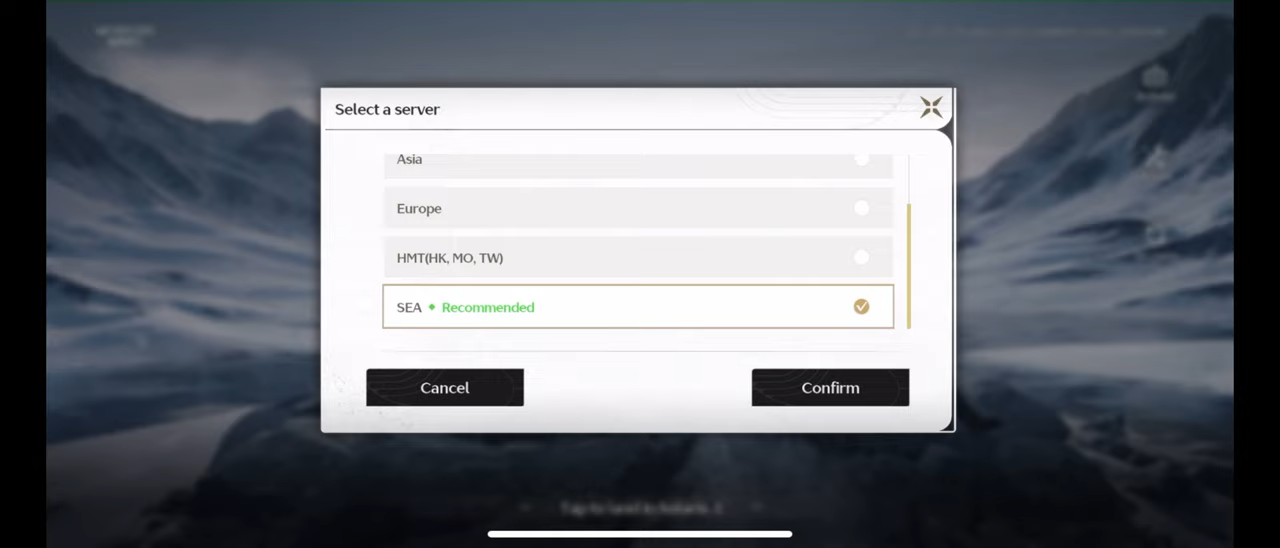 Select a server
Asia
Europe
HMT(HK, MO, TW)
SEA ◆ Recommended
Cancel
Confirm